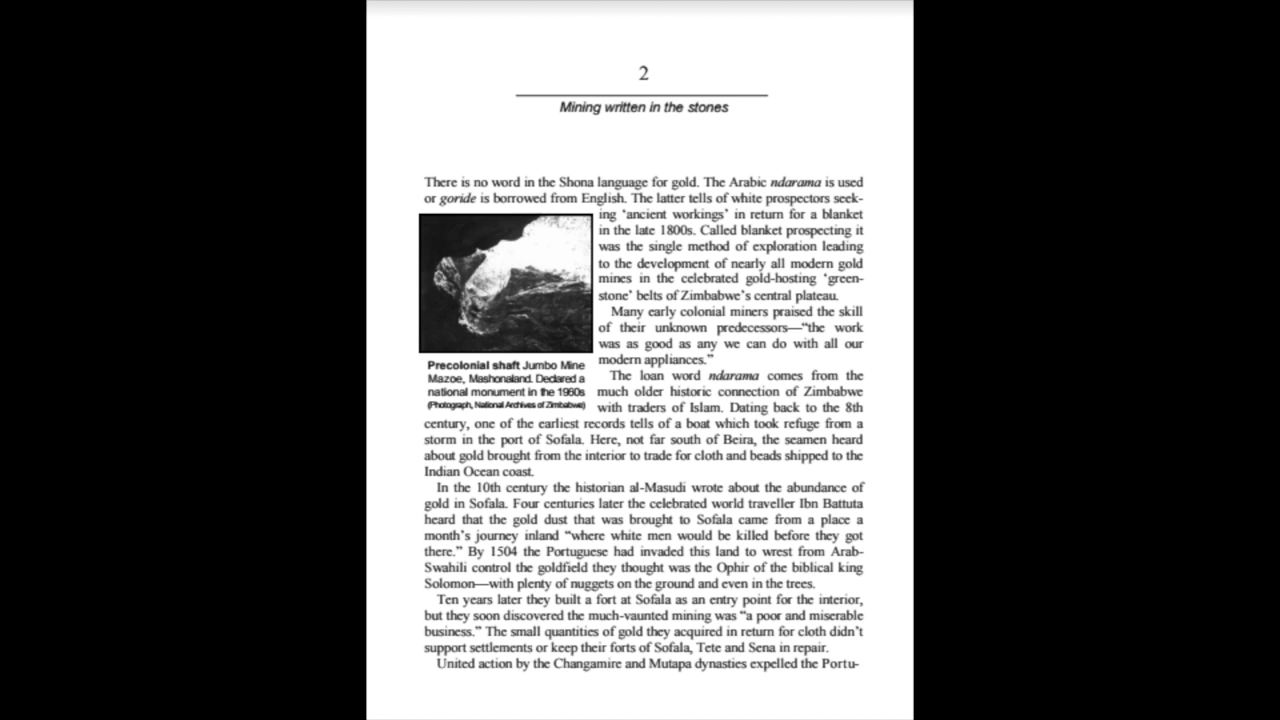 2
Mining written in the stones
There is no word in the Shona language for gold. The Arabic ndarama is used
or goride is borrowed from English. The latter tells of white prospectors seek-
ing ‘ancient workings’ in return for a blanket
in the late 1800s. Called blanket prospecting it
was the single method of exploration leading
to the development of nearly all modern gold
mines in the celebrated gold-hosting ‘green-
stone’ belts of Zimbabwe’s central plateau.
Many early colonial miners praised the skill
of their unknown predecessors—“the work
was as good as any we can do with all our
modern appliances.”
The loan word ndarama comes from the
much older historic connection of Zimbabwe
with traders of Islam. Dating back to the 8th
Precolonial shaft Jumbo Mine
Mazoe, Mashonaland. Declared a
national monument in the 1960s
(Photograph, National Archives of Zimbabwe)
century, one of the earliest records tells of a boat which took refuge from a
storm in the port of Sofala. Here, not far south of Beira, the seamen heard
about gold brought from the interior to trade for cloth and beads shipped to the
Indian Ocean coast.
In the 10th century the historian al-Masudi wrote about the abundance of
gold in Sofala. Four centuries later the celebrated world traveller Ibn Battuta
heard that the gold dust that was brought to Sofala came from a place a
month’s journey inland “where white men would be killed before they got
there.” By 1504 the Portuguese had invaded this land to wrest from Arab-
Swahili control the goldfield they thought was the Ophir of the biblical king
Solomon—with plenty of nuggets on the ground and even in the trees.
Ten years later they built a fort at Sofala as an entry point for the interior,
but they soon discovered the much-vaunted mining was “a poor and miserable
business.” The small quantities of gold they acquired in return for cloth didn’t
support settlements or keep their forts of Sofala, Tete and Sena in repair.
United action by the Changamire and Mutapa dynasties expelled the Portu-